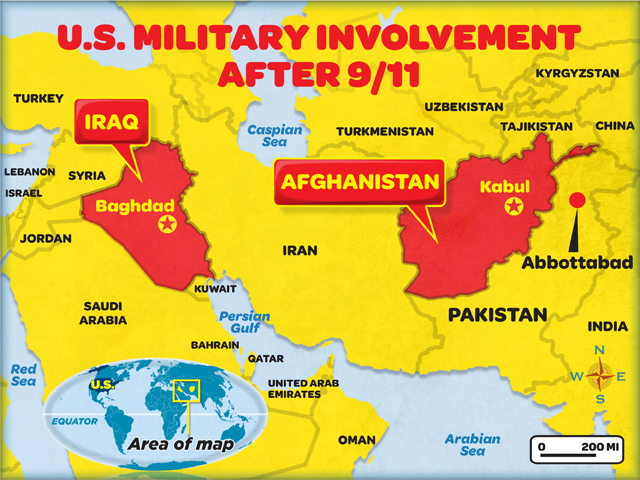 U.S. MILITARY INVOLVEMENT
AFTER 9/11
KYRGYZSTAN
TURKEY
UZBEKISTAN
IRAQ
Caspian
Sea
TURKMENISTAN
TAJIKISTAN
CHINA
LEBANON
SYRIA
ISRAEL
AFGHANISTAN
Kabul
Baghdad
JORDAN
IRAN
Abbottabad
KUWAIT
SAUDI
ARABIA
Persian
Gulf
PAKISTAN
INDIA
BAHRAIN
QATAR
Red
Sea
UNITED ARAB
EMIRATES
N
W E
S
U.S.
EQUATOR
Area of map
OMAN
Arabian
Sea
0 200 MI